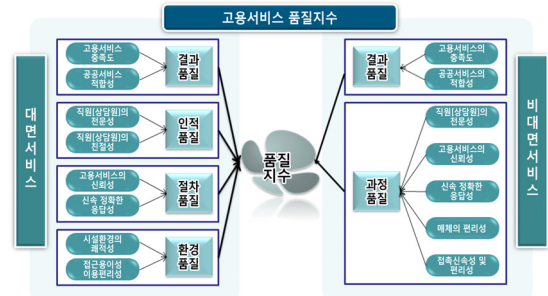 고용서비스 품질지수
대면서비스
고용서비스
충족도
공공서비스
적합성
결과
품질
직원[상담원]의
전문성
직원[상담원]의
친절성
인적
품질
고용서비스의
신뢰성
신속 정확한
응답성
절차
품질
시설환경의
쾌적성
접근용이성
이용편리성
환경
품질
품질
지수
결과
품질
고용서비스의
충족도
공공서비스의
적합성
과정
품질
직원[상담원]의
전문성
고용서비스의
신뢰성
신속 정확한
응답성
매체의 편리성
접촉신속성 및
편리성
비대면서비스